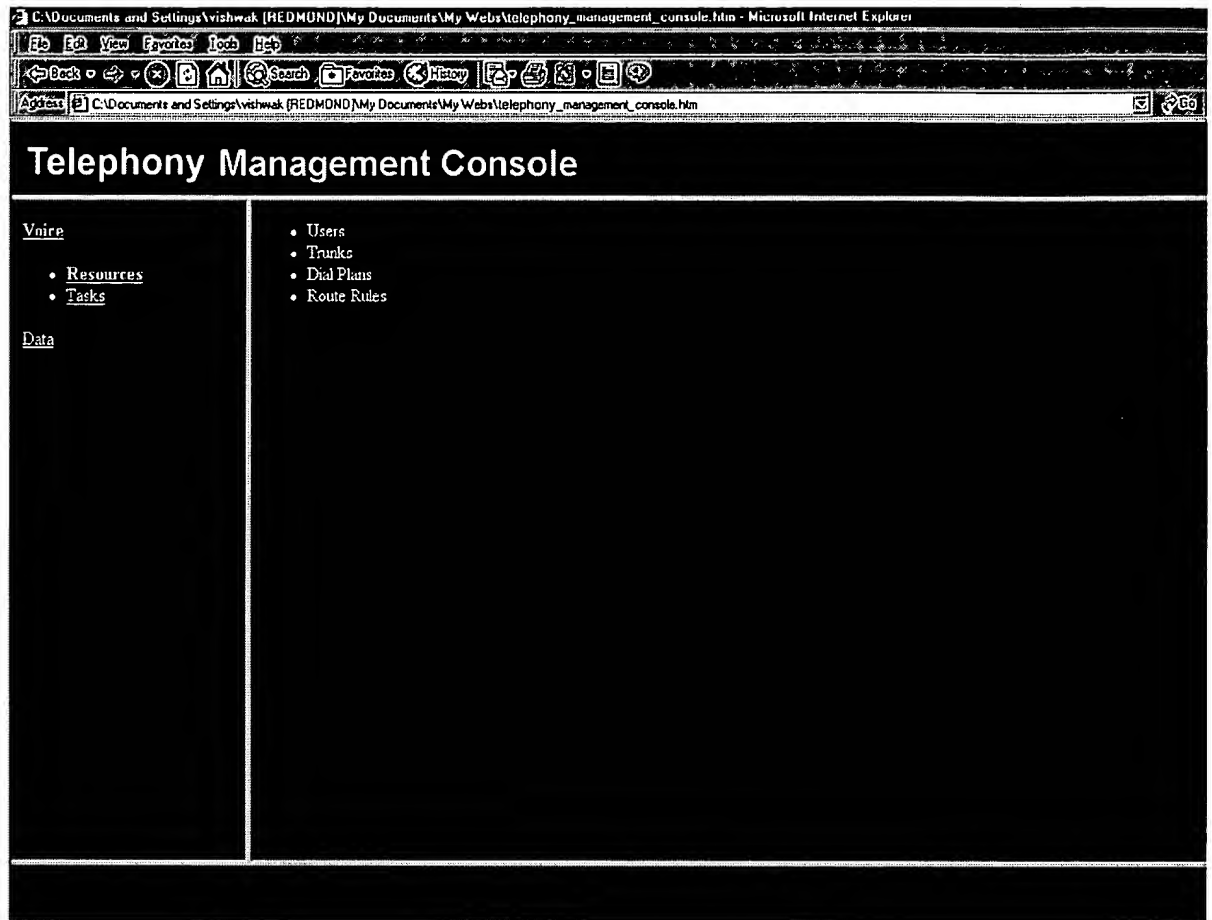 C:\Documents and Settings\vishwak [REDMOND]\My Documents\My Webs\telephony_management_console.htm - Microsoft Internet Explorer
File Edit View Favorites Tools Help
Back Search Favorites History
Address C:\Documents and Settings\vishwak [REDMOND]\My Documents\My Webs\telephony_management_console.htm Go
Telephony Management Console
Voice
• Resources
• Tasks
Data
• Users
• Trunks
• Dial Plans
• Route Rules